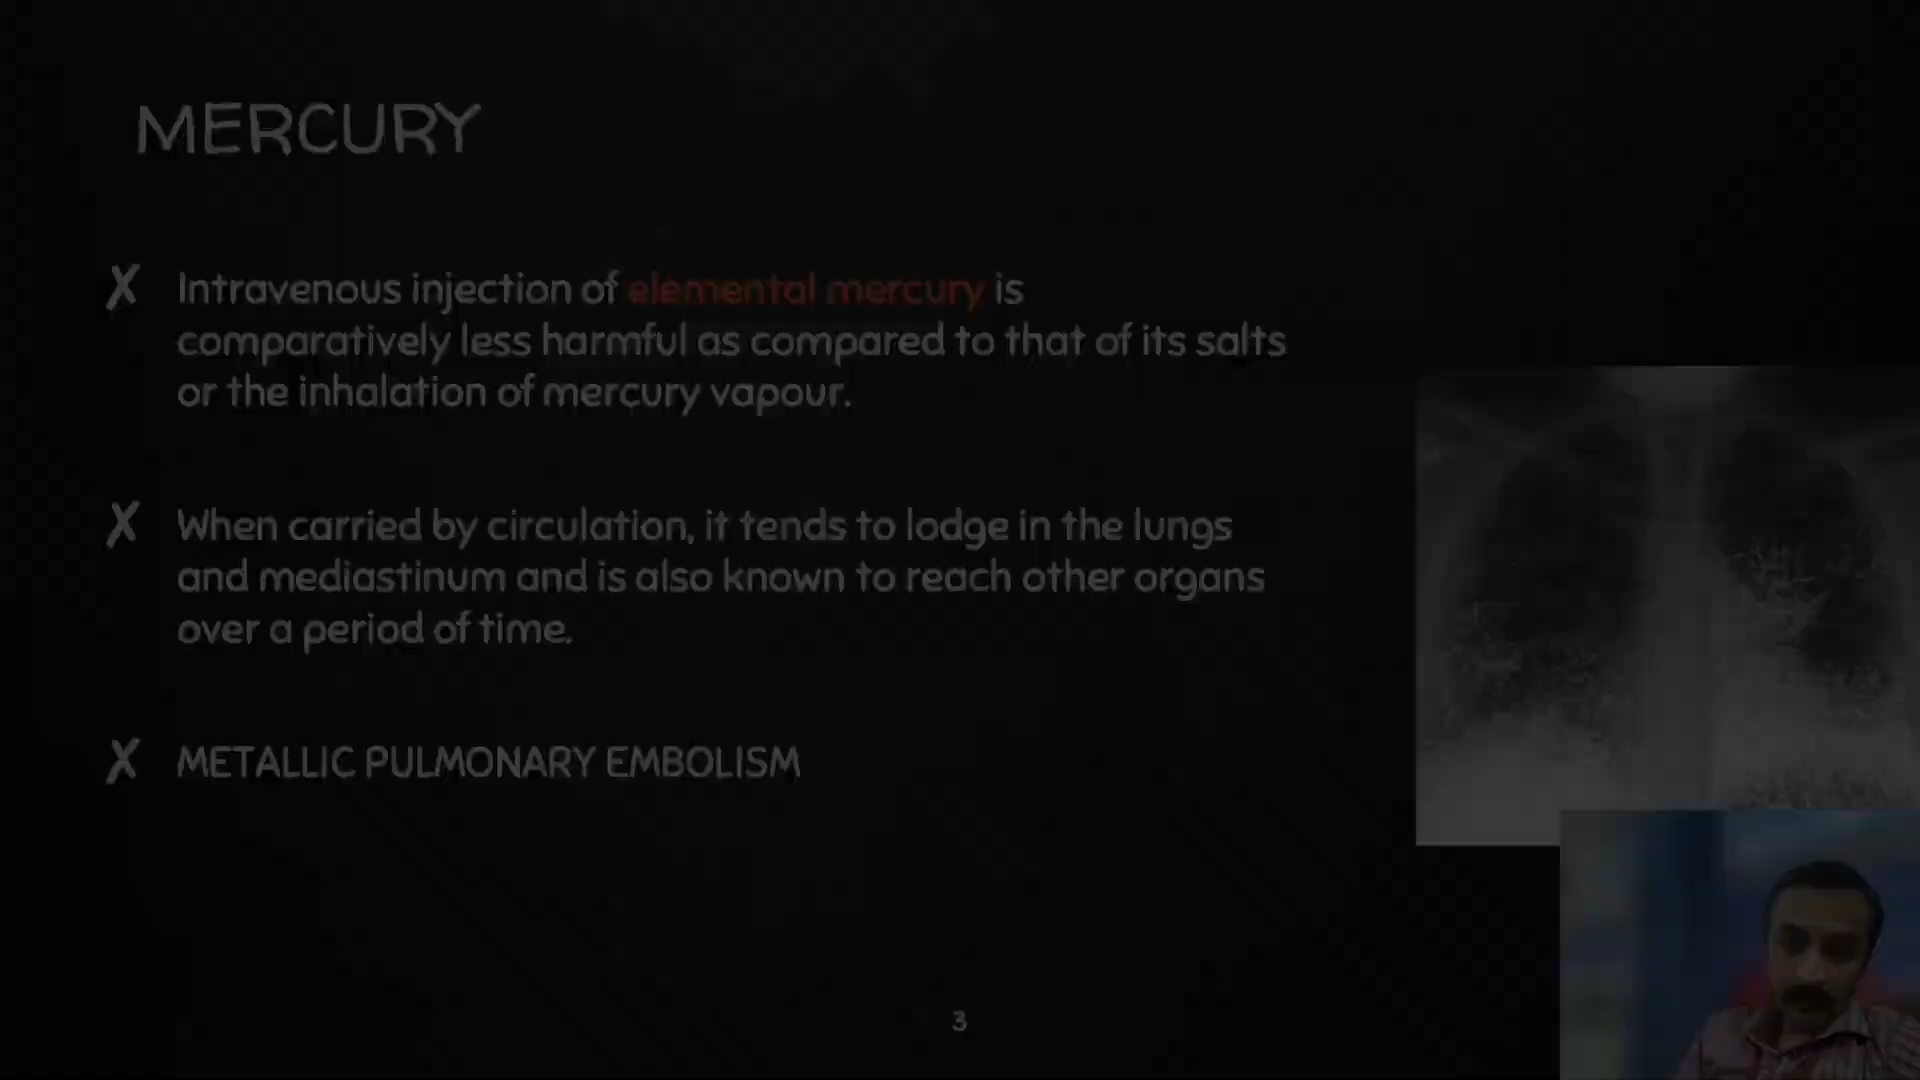 MERCURY
✗ Intravenous injection of elemental mercury is
comparatively less harmful as compared to that of its salts
or the inhalation of mercury vapour.
✗ When carried by circulation, it tends to lodge in the lungs
and mediastinum and is also known to reach other organs
over a period of time.
✗ METALLIC PULMONARY EMBOLISM
3